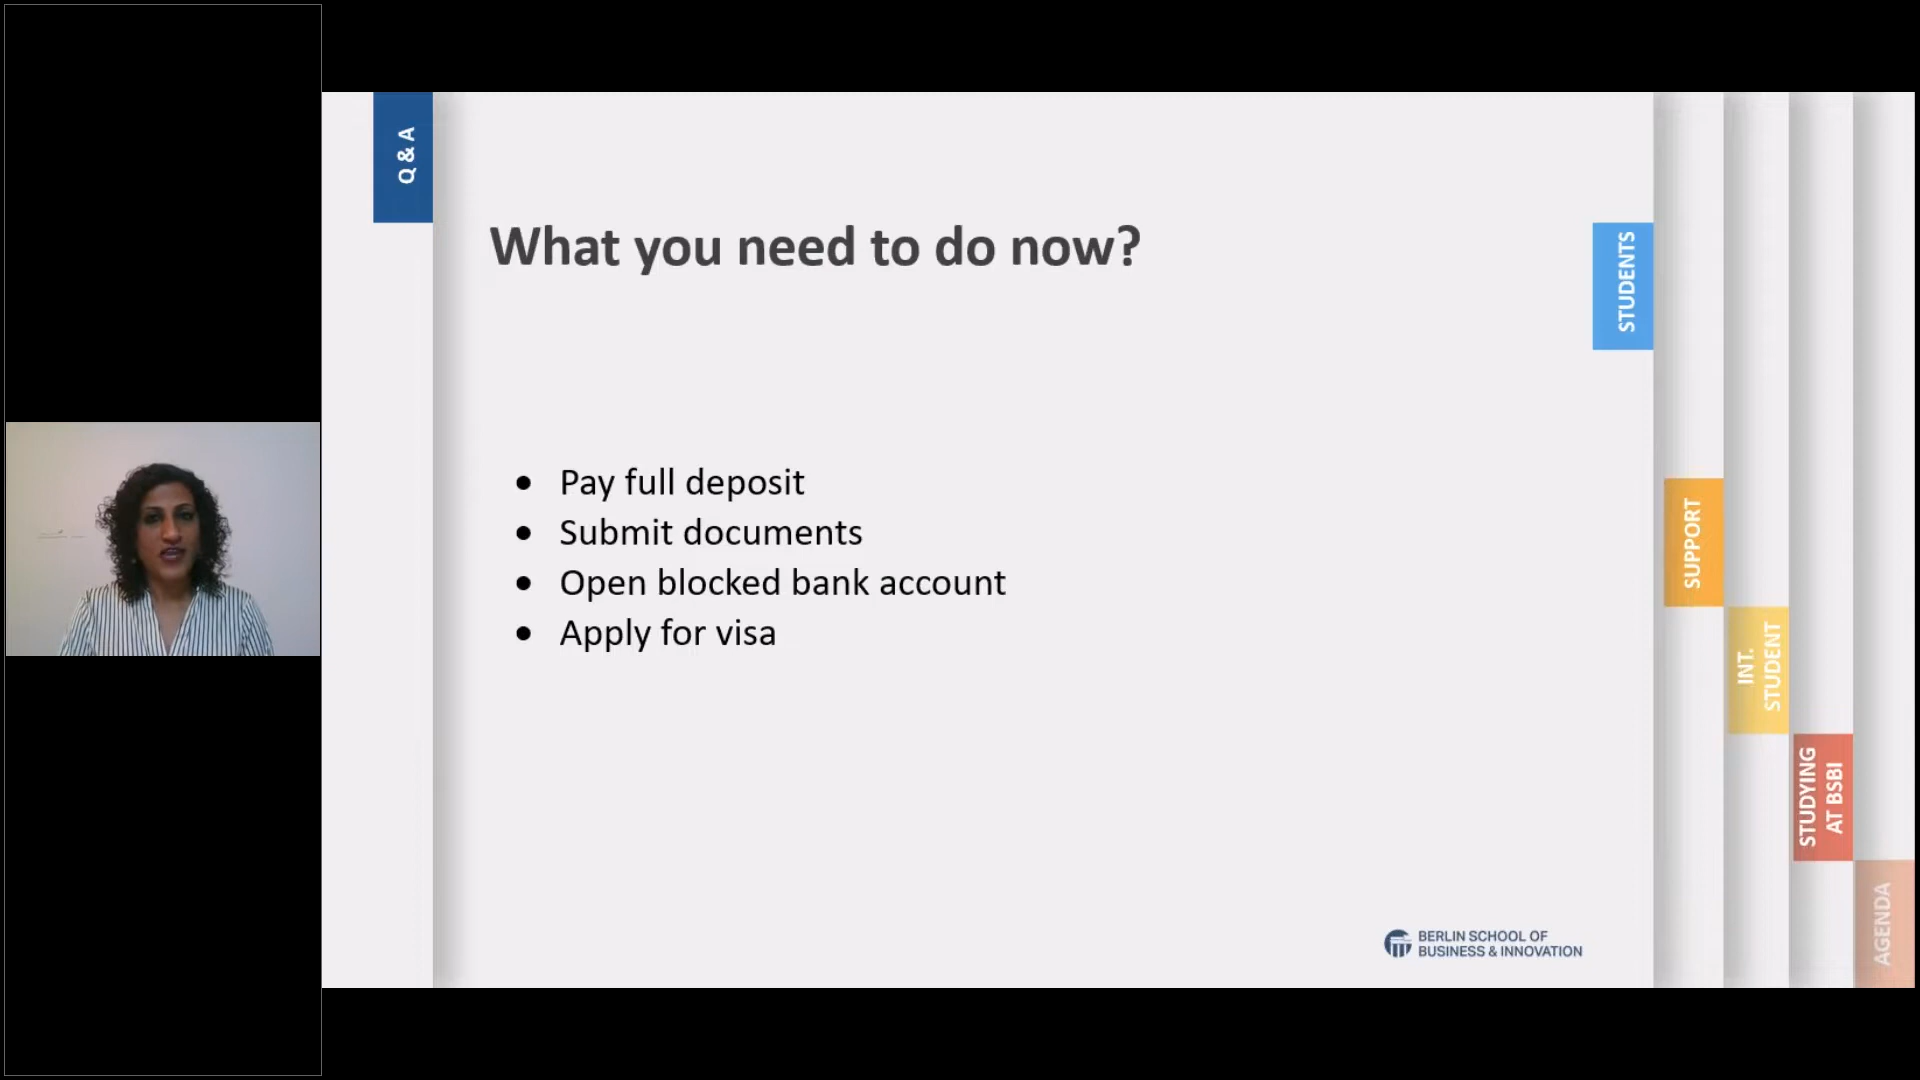 Q & A
What you need to do now?
STUDENTS
• Pay full deposit
• Submit documents
• Open blocked bank account
• Apply for visa
SUPPORT
INT.
STUDENT
STUDYING
AT BSBI
AGENDA
BERLIN SCHOOL OF
BUSINESS & INNOVATION